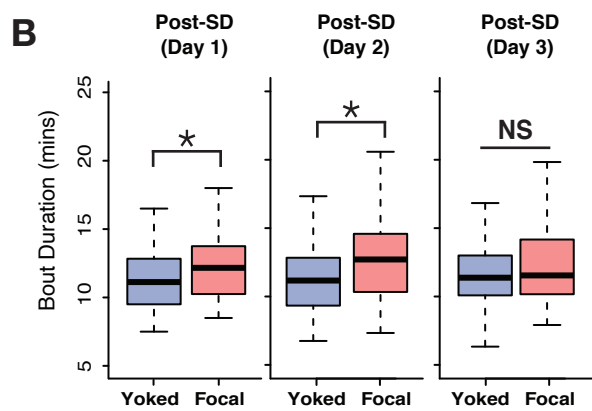 B
Post-SD
(Day 1)
Post-SD
(Day 2)
Post-SD
(Day 3)
Bout Duration (mins)
25
20
15
10
5
*
*
NS
Yoked Focal
Yoked Focal
Yoked Focal